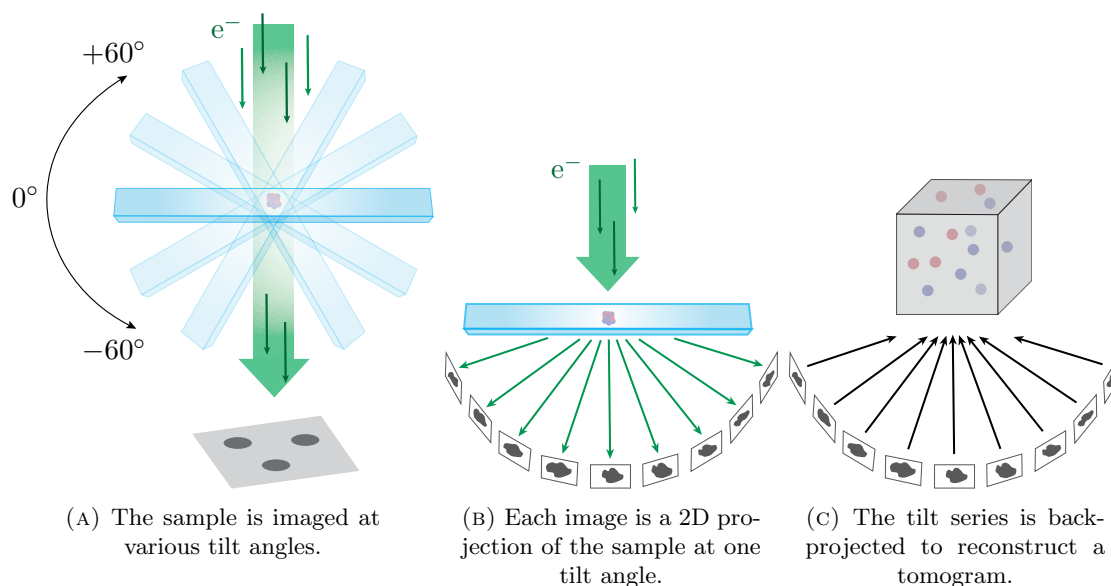 e⁻
+60°
0°
−60°
e⁻
(A) The sample is imaged at
various tilt angles.
(B) Each image is a 2D pro-
jection of the sample at one
tilt angle.
(C) The tilt series is back-
projected to reconstruct a
tomogram.